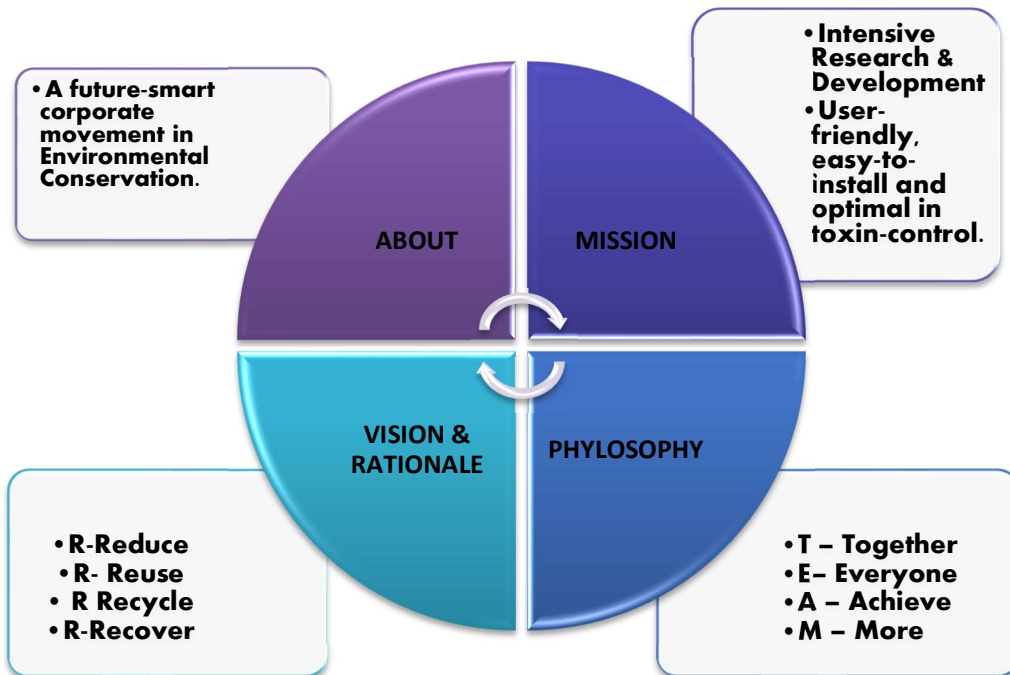 • A future-smart
corporate
movement in
Environmental
Conservation.
• Intensive
Research &
Development
• User-
friendly,
easy-to-
install and
optimal in
toxin-control.
ABOUT
MISSION
VISION &
RATIONALE
PHYLOSOPHY
• R-Reduce
• R- Reuse
• R Recycle
• R-Recover
• T – Together
• E– Everyone
• A – Achieve
• M – More